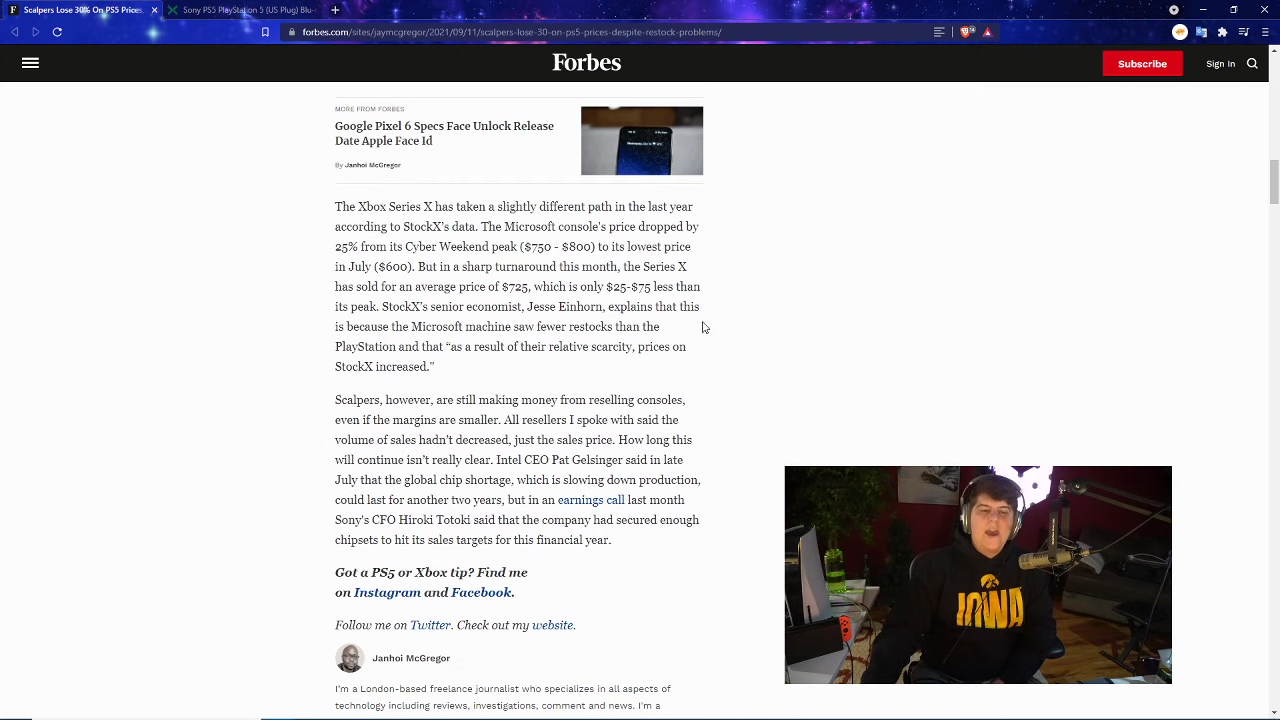 Scalpers Lose 30% On PS5 Prices,
Sony PS5 PlayStation 5 (US Plug) Blu-r
forbes.com/sites/jaymcgregor/2021/09/11/scalpers-lose-30-on-ps5-prices-despite-restock-problems/
Forbes
Subscribe
Sign In
MORE FROM FORBES
Google Pixel 6 Specs Face Unlock Release
Date Apple Face Id
By Janhoi McGregor
The Xbox Series X has taken a slightly different path in the last year
according to StockX’s data. The Microsoft console's price dropped by
25% from its Cyber Weekend peak ($750 - $800) to its lowest price
in July ($600). But in a sharp turnaround this month, the Series X
has sold for an average price of $725, which is only $25-$75 less than
its peak. StockX’s senior economist, Jesse Einhorn, explains that this
is because the Microsoft machine saw fewer restocks than the
PlayStation and that “as a result of their relative scarcity, prices on
StockX increased."
Scalpers, however, are still making money from reselling consoles,
even if the margins are smaller. All resellers I spoke with said the
volume of sales hadn't decreased, just the sales price. How long this
will continue isn’t really clear. Intel CEO Pat Gelsinger said in late
July that the global chip shortage, which is slowing down production,
could last for another two years, but in an earnings call last month
Sony's CFO Hiroki Totoki said that the company had secured enough
chipsets to hit its sales targets for this financial year.
Got a PS5 or Xbox tip? Find me
on Instagram and Facebook.
Follow me on Twitter. Check out my website.
Janhoi McGregor
I’m a London-based freelance journalist who specializes in all aspects of
technology including reviews, investigations, comment and news. I'm a
IOWA